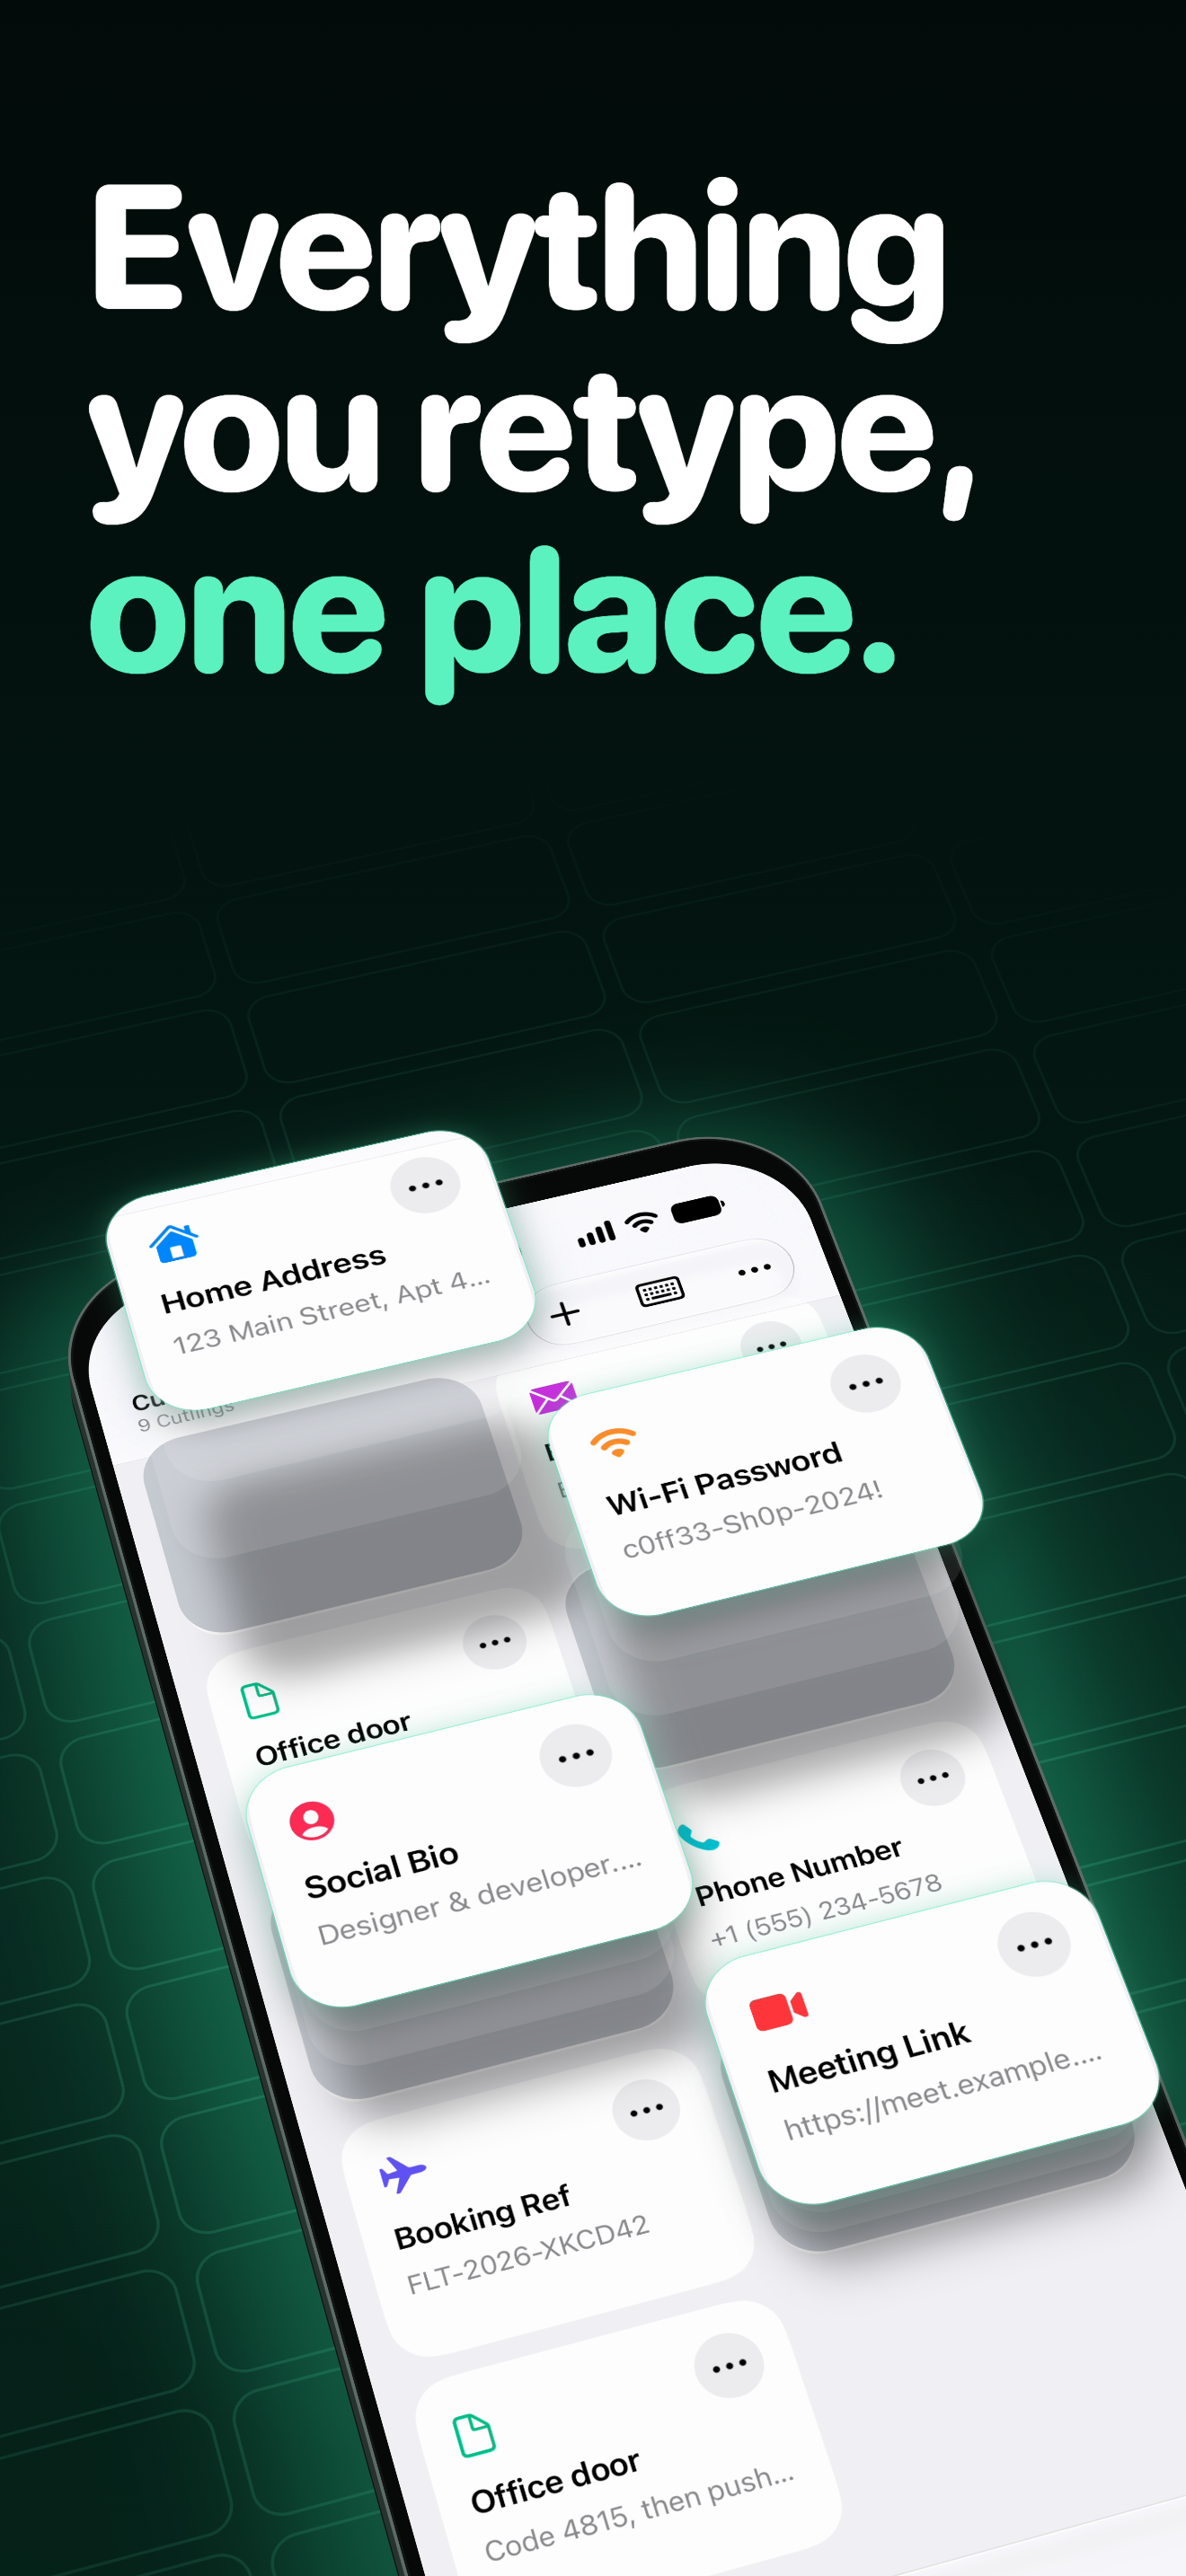 Everything
you retype,
one place.
Home Address
123 Main Street, Apt 4...
9 Cutlings
Wi-Fi Password
c0ff33-Sh0p-2024!
Office door
Social Bio
Designer & developer....
Phone Number
+1 (555) 234-5678
Meeting Link
https://meet.example....
Booking Ref
FLT-2026-XKCD42
Office door
Code 4815, then push...